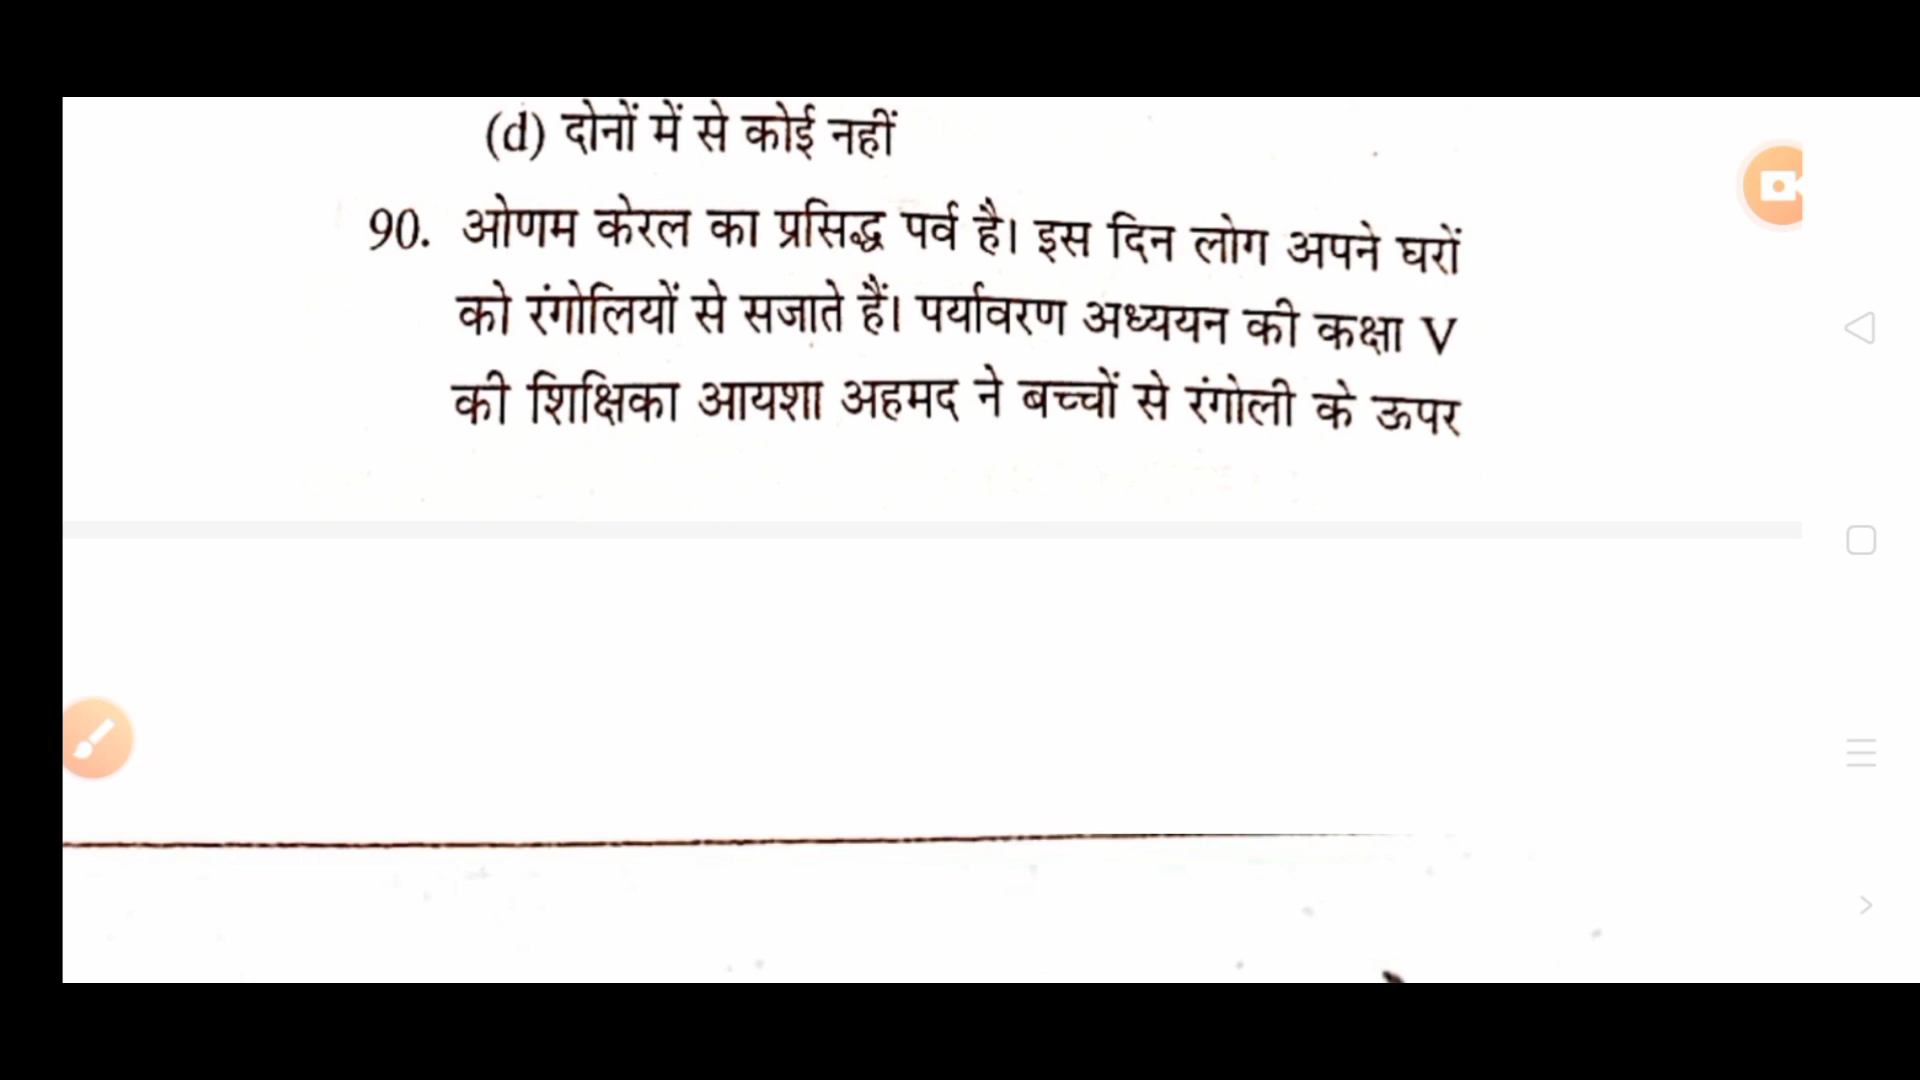 (d) दोनों में से कोई नहीं
90. ओणम केरल का प्रसिद्ध पर्व है। इस दिन लोग अपने घरों
को रंगोलियों से सजाते हैं। पर्यावरण अध्ययन की कक्षा V
की शिक्षिका आयशा अहमद ने बच्चों से रंगोली के ऊपर